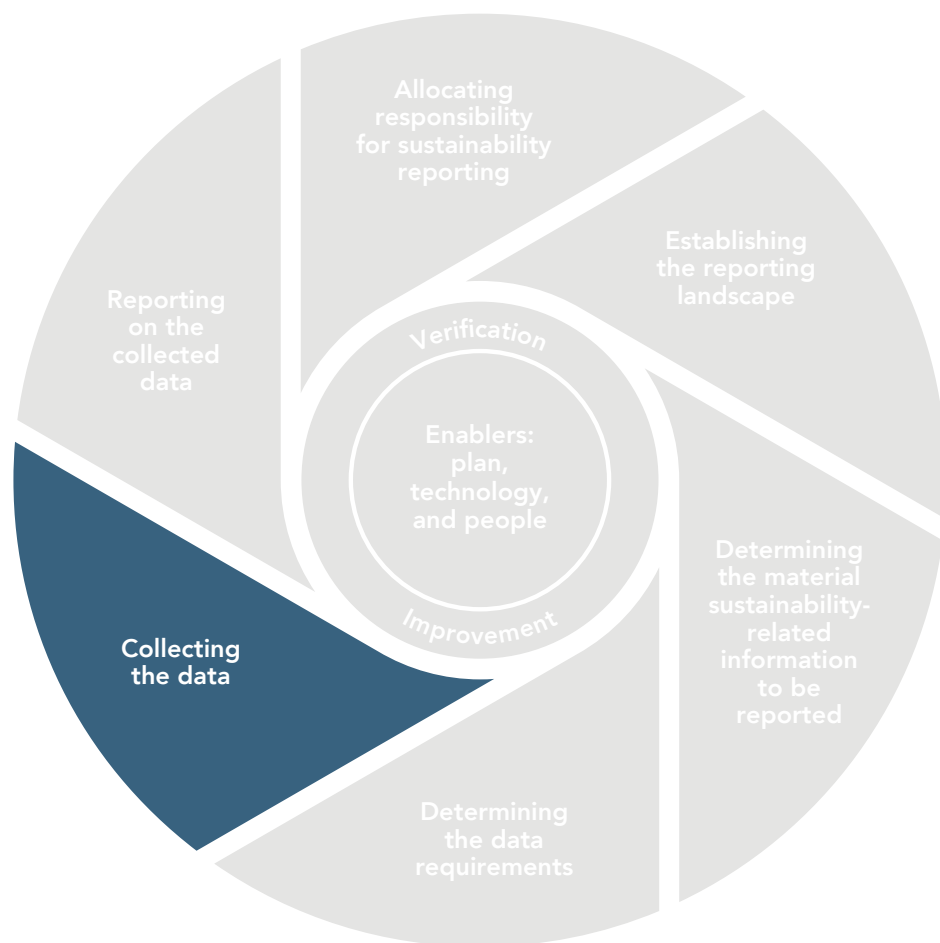 Allocating
responsibility
for sustainability
reporting
Establishing
the reporting
landscape
Determining
the material
sustainability-
related
information
to be
reported
Determining
the data
requirements
Collecting
the data
Reporting
on the
collected
data
Verification
Enablers:
plan,
technology,
and people
Improvement